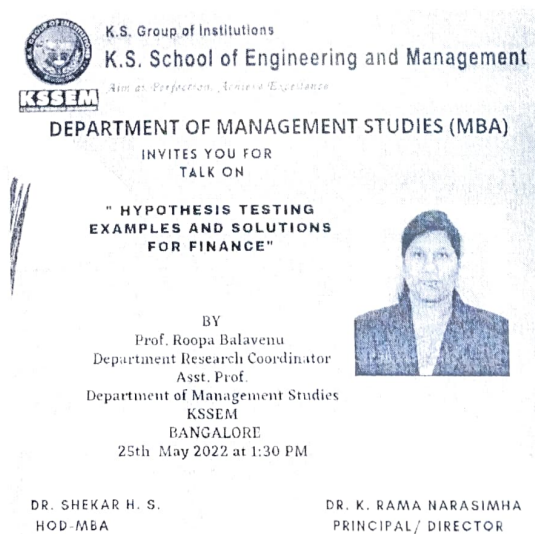 K.S. Group of Institutions
K.S. School of Engineering and Management
Aim at Perfection, Achieve Excellence
KSSEM
DEPARTMENT OF MANAGEMENT STUDIES (MBA)
INVITES YOU FOR
TALK ON
" HYPOTHESIS TESTING
EXAMPLES AND SOLUTIONS
FOR FINANCE"
BY
Prof. Roopa Balavenu
Department Research Coordinator
Asst. Prof.
Department of Management Studies
KSSEM
BANGALORE
25th May 2022 at 1:30 PM
DR. SHEKAR H. S.
HOD-MBA
DR. K. RAMA NARASIMHA
PRINCIPAL/ DIRECTOR